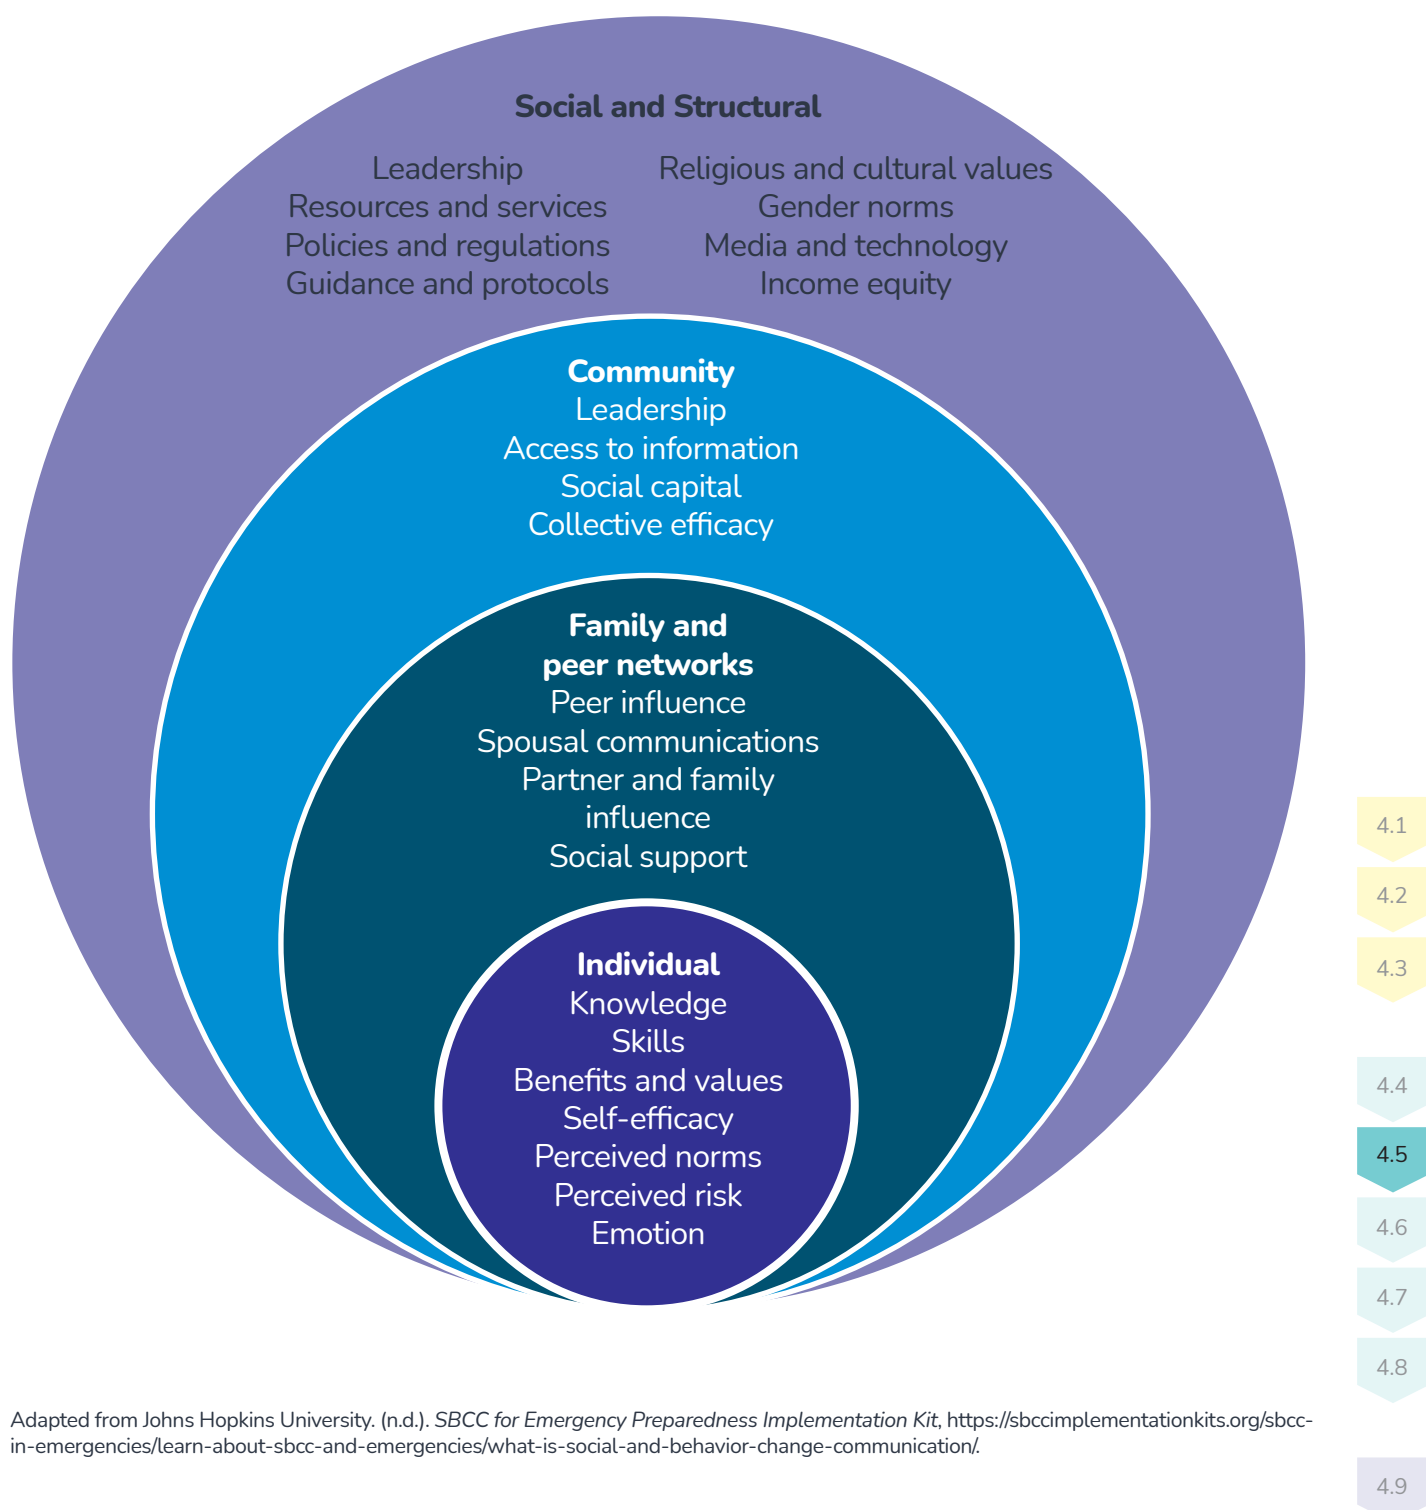 Social and Structural
Leadership
Resources and services
Policies and regulations
Guidance and protocols
Religious and cultural values
Gender norms
Media and technology
Income equity
Community
Leadership
Access to information
Social capital
Collective efficacy
Family and
peer networks
Peer influence
Spousal communications
Partner and family
influence
Social support
Individual
Knowledge
Skills
Benefits and values
Self-efficacy
Perceived norms
Perceived risk
Emotion
4.1
4.2
4.3
4.4
4.5
4.6
4.7
4.8
4.9
Adapted from Johns Hopkins University. (n.d.). SBCC for Emergency Preparedness Implementation Kit, https://sbccimplementationkits.org/sbcc-
in-emergencies/learn-about-sbcc-and-emergencies/what-is-social-and-behavior-change-communication/.